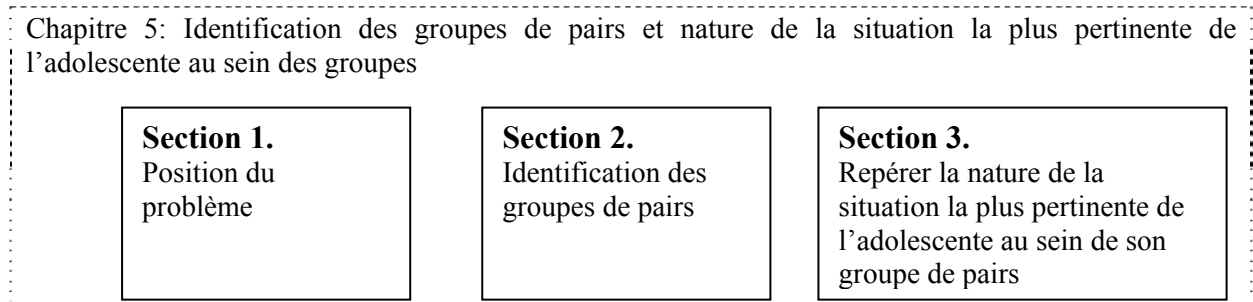 Chapitre 5: Identification des groupes de pairs et nature de la situation la plus pertinente de
l’adolescente au sein des groupes
Section 1.
Position du
problème
Section 2.
Identification des
groupes de pairs
Section 3.
Repérer la nature de la
situation la plus pertinente de
l’adolescente au sein de son
groupe de pairs